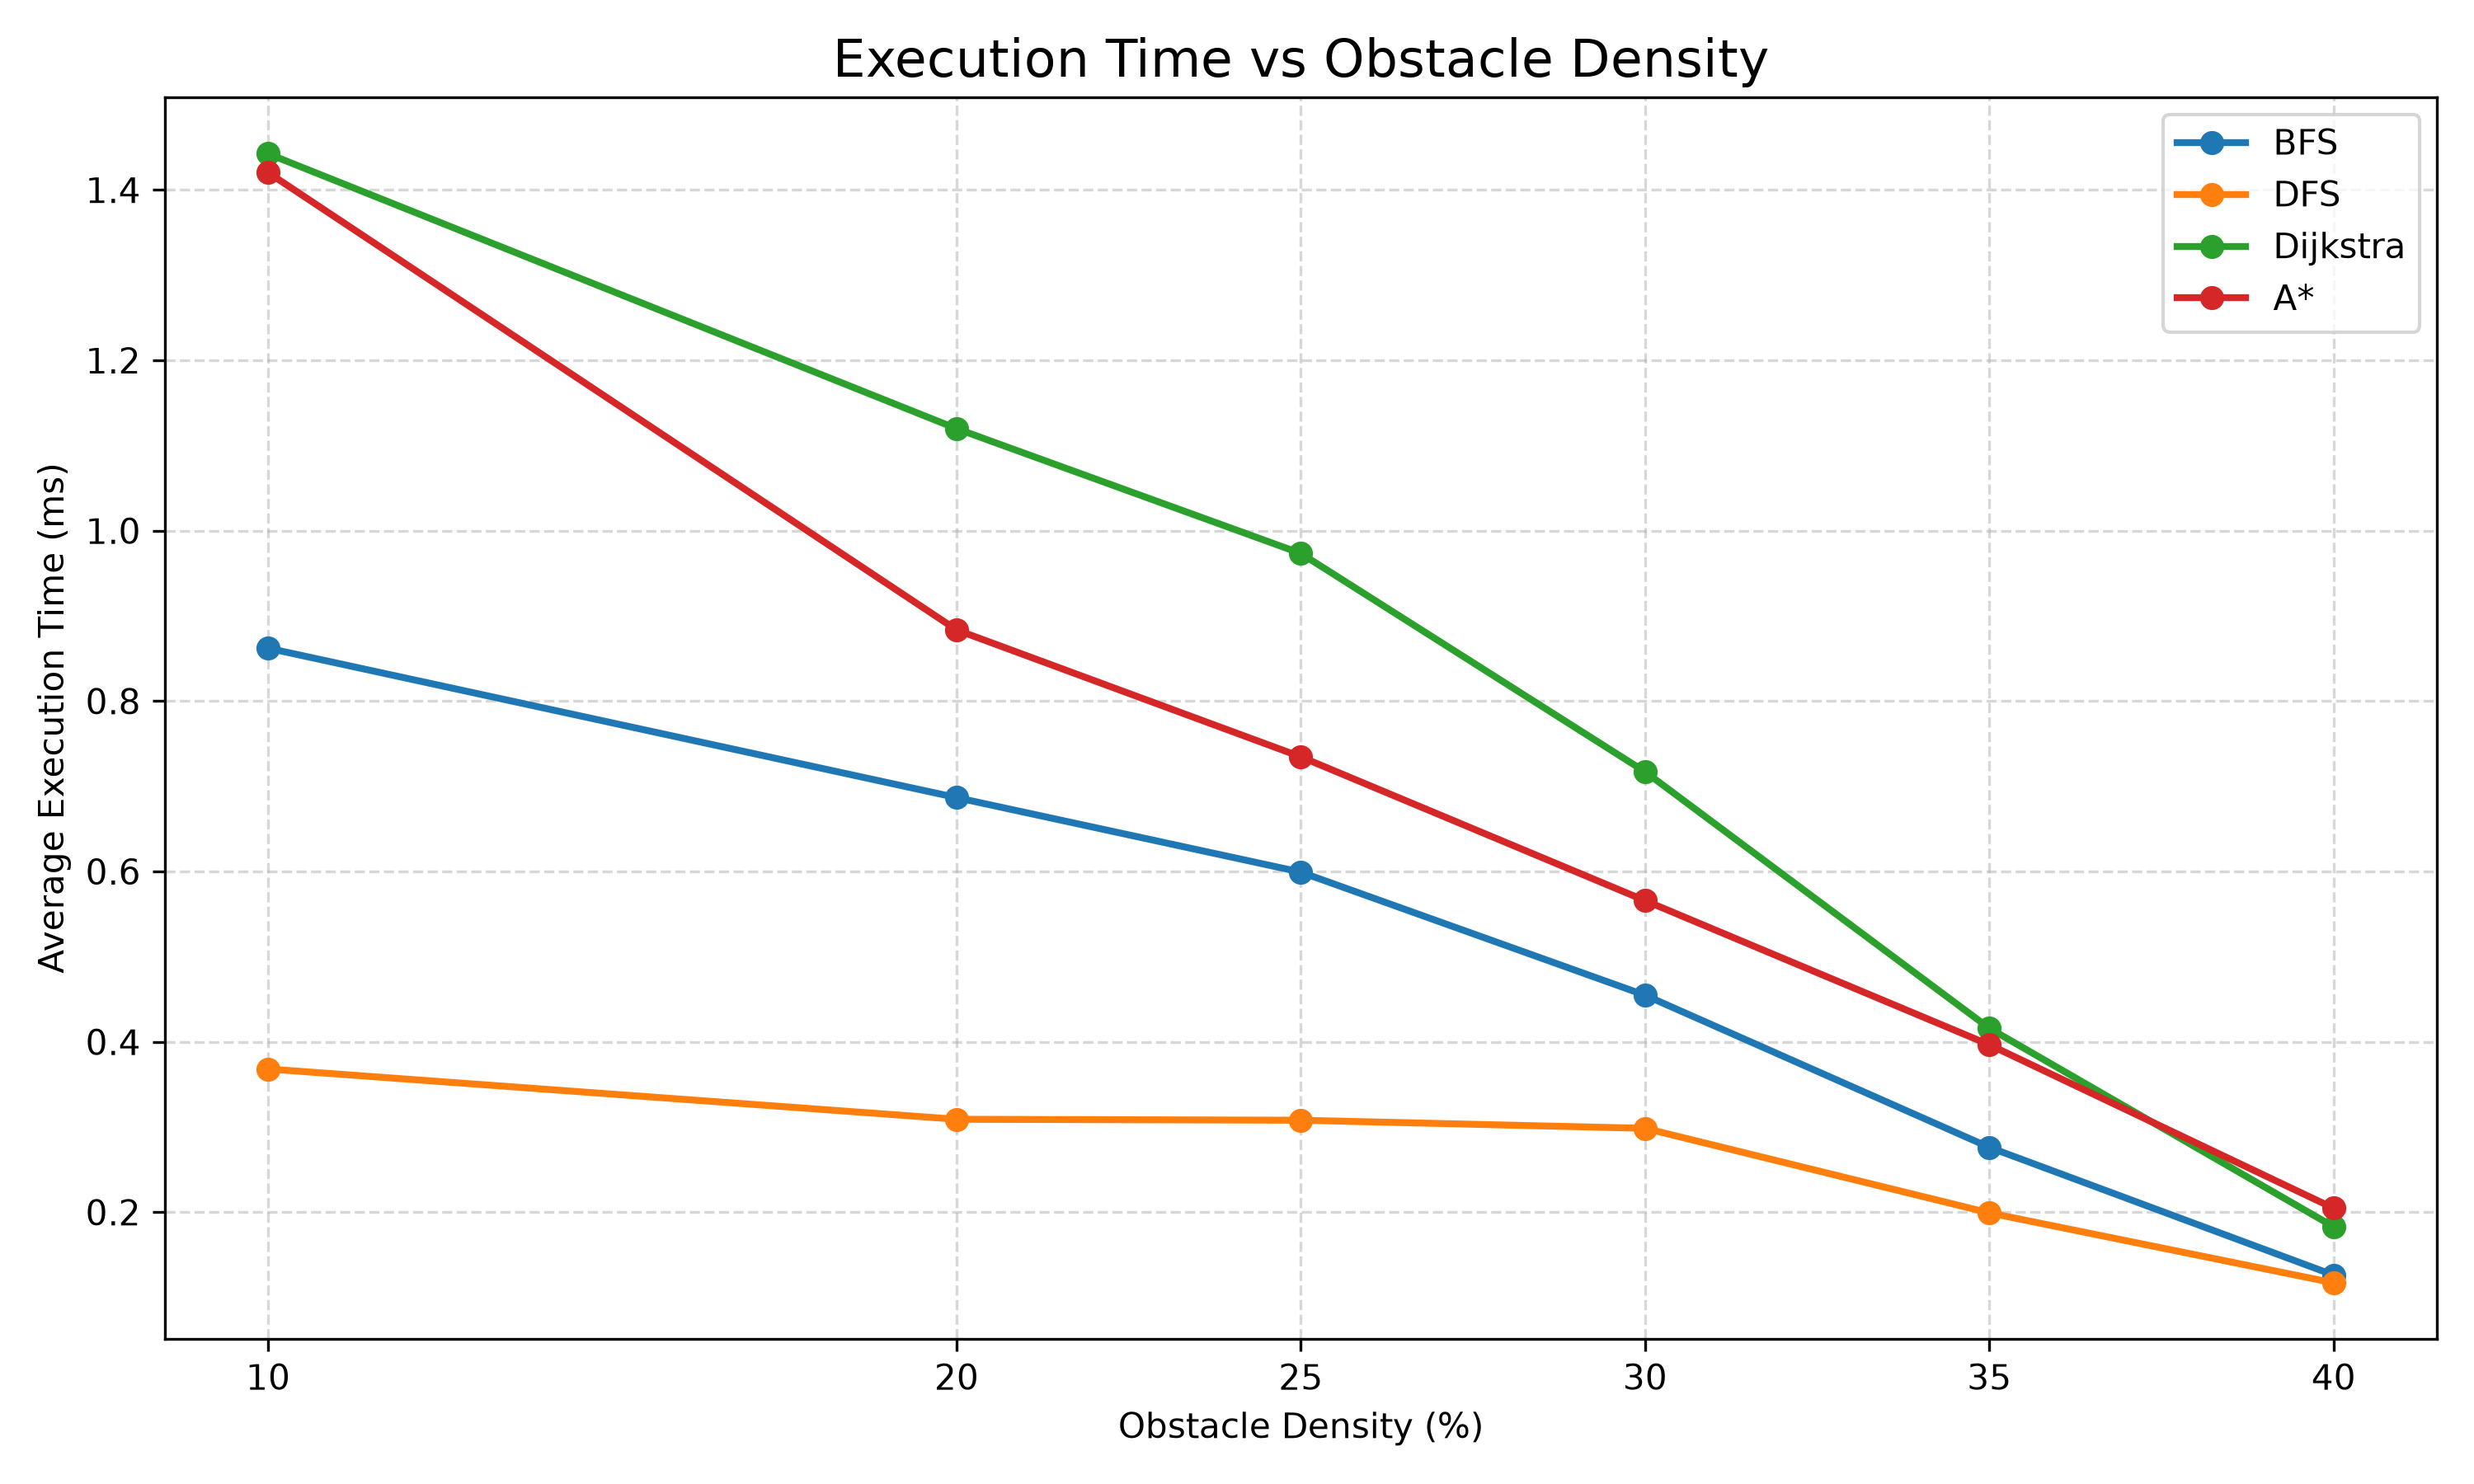 Execution Time vs Obstacle Density
BFS
DFS
Dijkstra
A*
Average Execution Time (ms)
1.4
1.2
1.0
0.8
0.6
0.4
0.2
10 20 25 30 35 40
Obstacle Density (%)